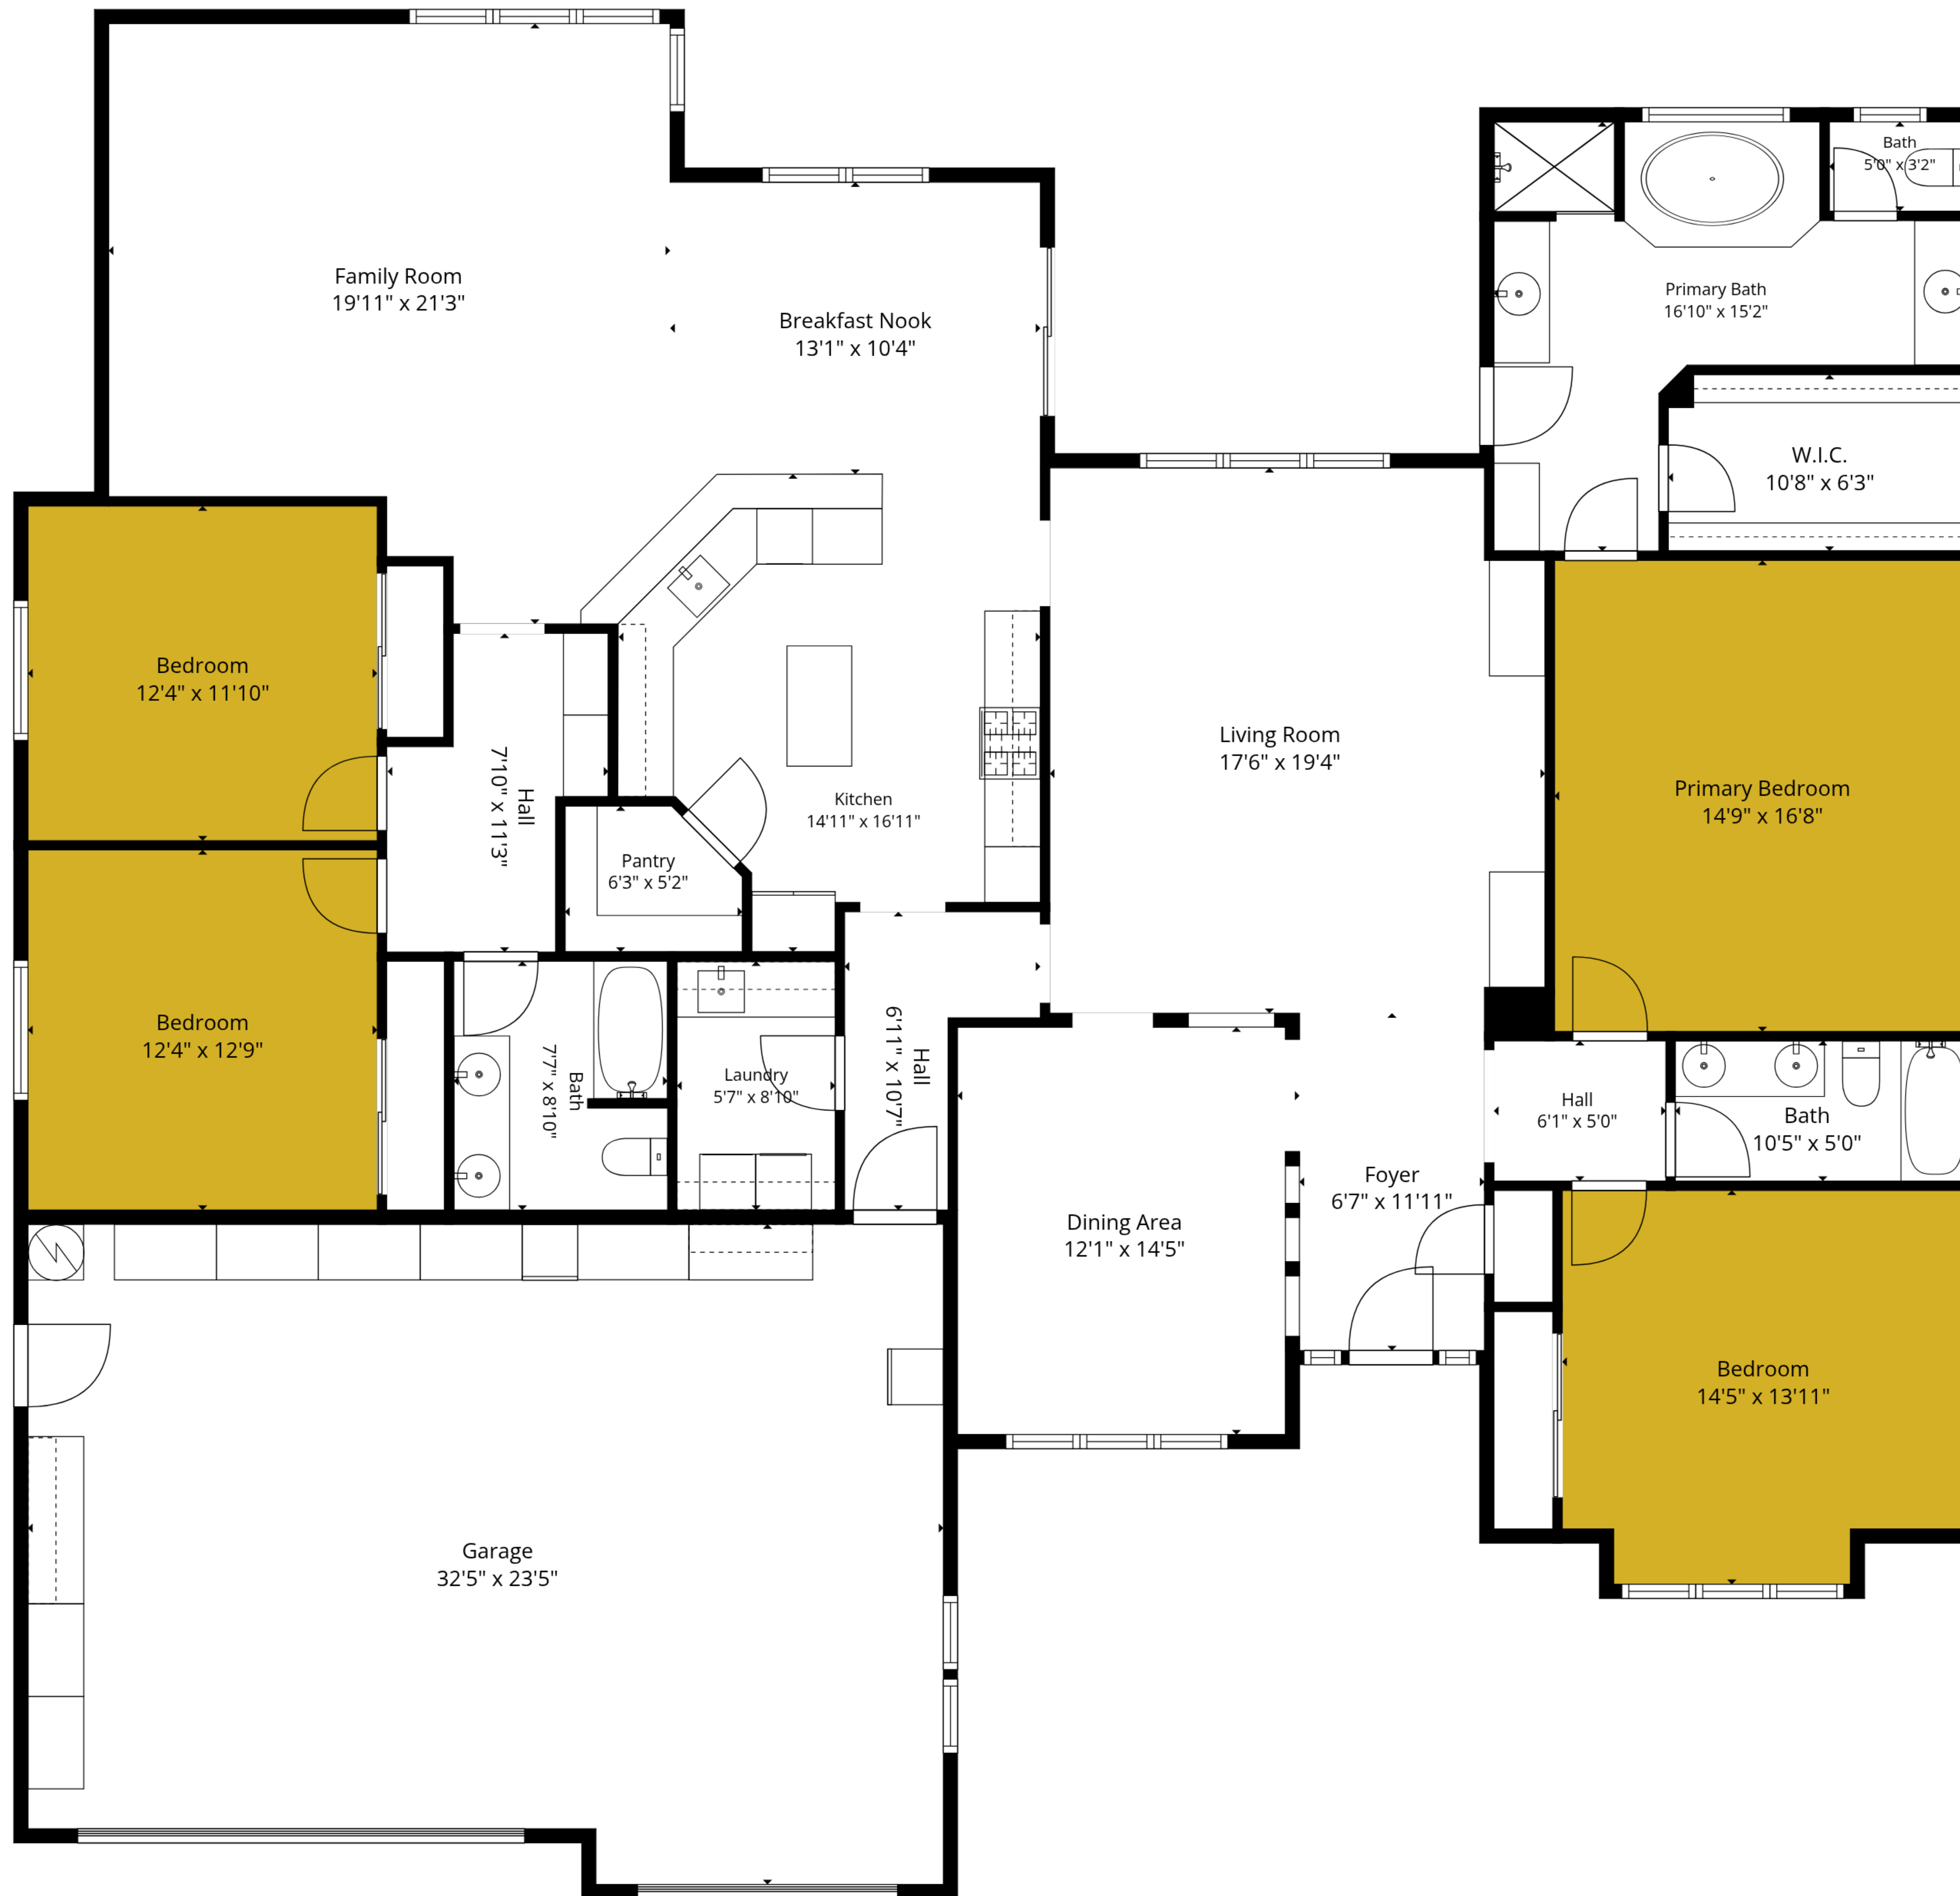 Bath
5'0" x 3'2"
Family Room
19'11" x 21'3"
Primary Bath
16'10" x 15'2"
Breakfast Nook
13'1" x 10'4"
W.I.C.
10'8" x 6'3"
Bedroom
12'4" x 11'10"
Living Room
17'6" x 19'4"
Primary Bedroom
14'9" x 16'8"
Hall
7'10" x 11'3"
Kitchen
14'11" x 16'11"
Pantry
6'3" x 5'2"
Bedroom
12'4" x 12'9"
Hall
6'11" x 10'7"
Bath
7'7" x 8'10"
Laundry
5'7" x 8'10"
Hall
6'1" x 5'0"
Bath
10'5" x 5'0"
Foyer
6'7" x 11'11"
Dining Area
12'1" x 14'5"
Bedroom
14'5" x 13'11"
Garage
32'5" x 23'5"